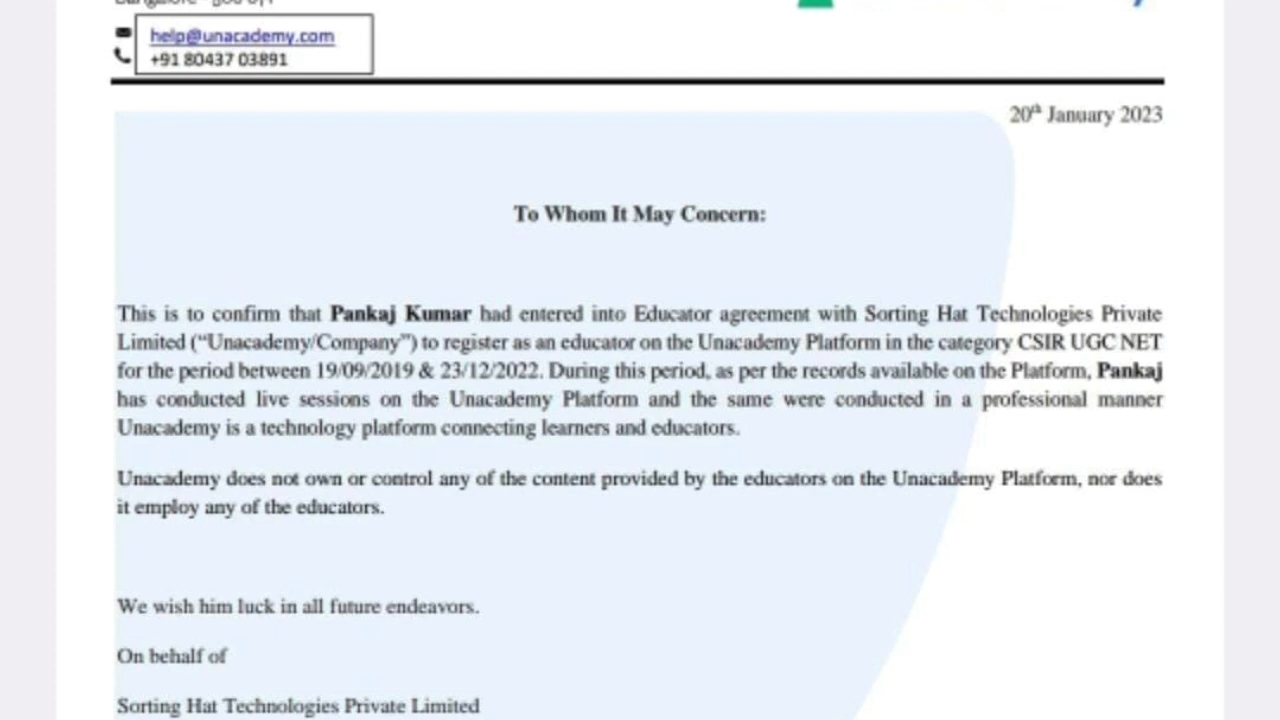 help@unacademy.com
+91 80437 03891
20th January 2023
To Whom It May Concern:
This is to confirm that Pankaj Kumar had entered into Educator agreement with Sorting Hat Technologies Private
Limited (“Unacademy/Company”) to register as an educator on the Unacademy Platform in the category CSIR UGC NET
for the period between 19/09/2019 & 23/12/2022. During this period, as per the records available on the Platform, Pankaj
has conducted live sessions on the Unacademy Platform and the same were conducted in a professional manner
Unacademy is a technology platform connecting learners and educators.
Unacademy does not own or control any of the content provided by the educators on the Unacademy Platform, nor does
it employ any of the educators.
We wish him luck in all future endeavors.
On behalf of
Sorting Hat Technologies Private Limited